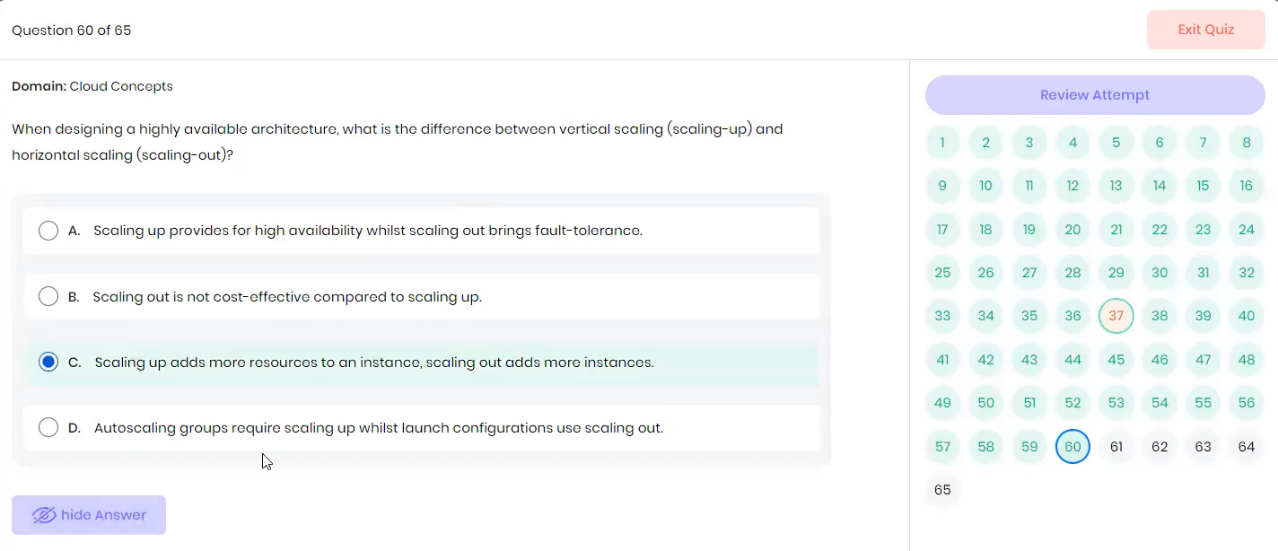 Question 60 of 65
Exit Quiz
Domain: Cloud Concepts
When designing a highly available architecture, what is the difference between vertical scaling (scaling-up) and
horizontal scaling (scaling-out)?
A. Scaling up provides for high availability whilst scaling out brings fault-tolerance.
B. Scaling out is not cost-effective compared to scaling up.
C. Scaling up adds more resources to an instance, scaling out adds more instances.
D. Autoscaling groups require scaling up whilst launch configurations use scaling out.
hide Answer
Review Attempt
1 2 3 4 5 6 7 8
9 10 11 12 13 14 15 16
17 18 19 20 21 22 23 24
25 26 27 28 29 30 31 32
33 34 35 36 37 38 39 40
41 42 43 44 45 46 47 48
49 50 51 52 53 54 55 56
57 58 59 60 61 62 63 64
65